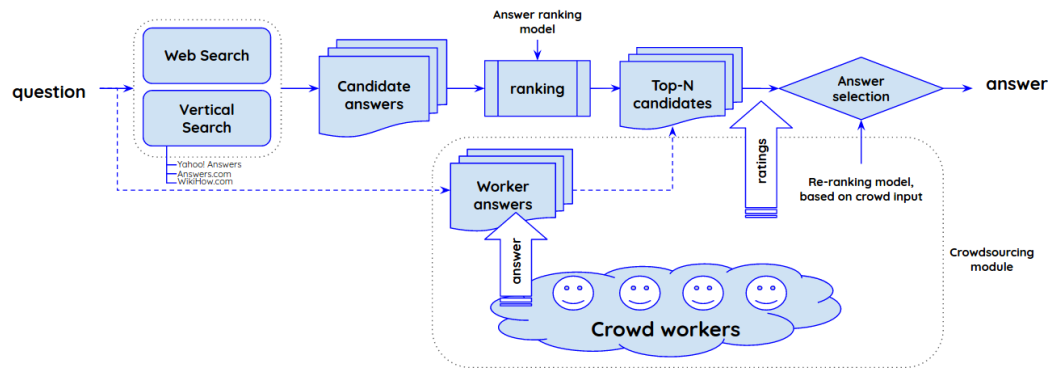 Answer ranking
model
Web Search
question
Vertical
Search
Yahoo! Answers
Answers.com
WikiHow.com
Candidate
answers
ranking
Top-N
candidates
Answer
selection
answer
ratings
Worker
answers
answer
Re-ranking model,
based on crowd input
Crowdsourcing
module
Crowd workers